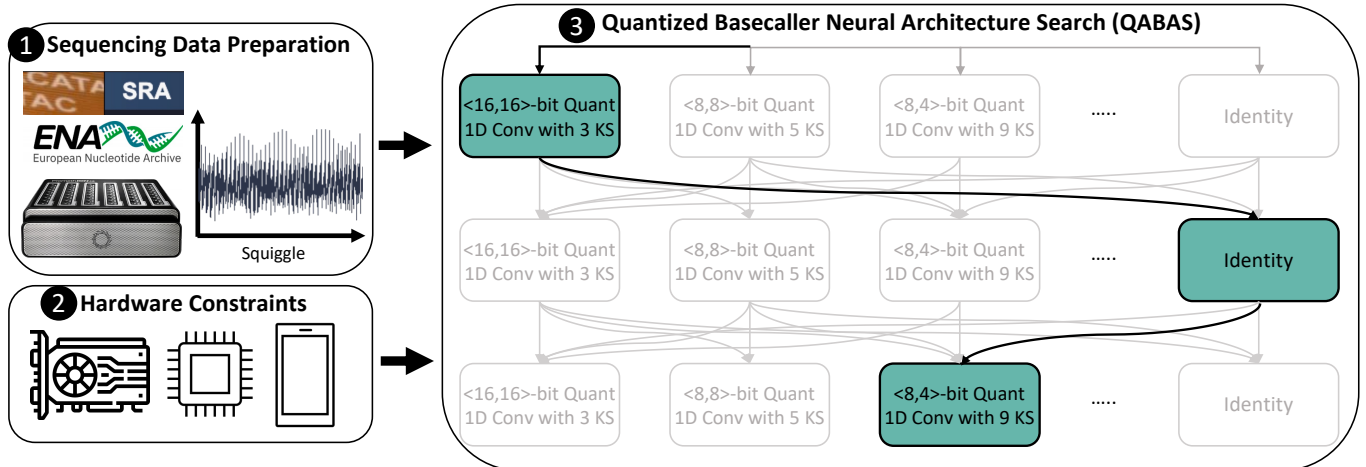 1 Sequencing Data Preparation
CATA
TAC
SRA
ENA
European Nucleotide Archive
Squiggle
2 Hardware Constraints
3 Quantized Basecaller Neural Architecture Search (QABAS)
<16,16>-bit Quant
1D Conv with 3 KS
<8,8>-bit Quant
1D Conv with 5 KS
<8,4>-bit Quant
1D Conv with 9 KS
.....
Identity
<16,16>-bit Quant
1D Conv with 3 KS
<8,8>-bit Quant
1D Conv with 5 KS
<8,4>-bit Quant
1D Conv with 9 KS
.....
Identity
<16,16>-bit Quant
1D Conv with 3 KS
<8,8>-bit Quant
1D Conv with 5 KS
<8,4>-bit Quant
1D Conv with 9 KS
.....
Identity